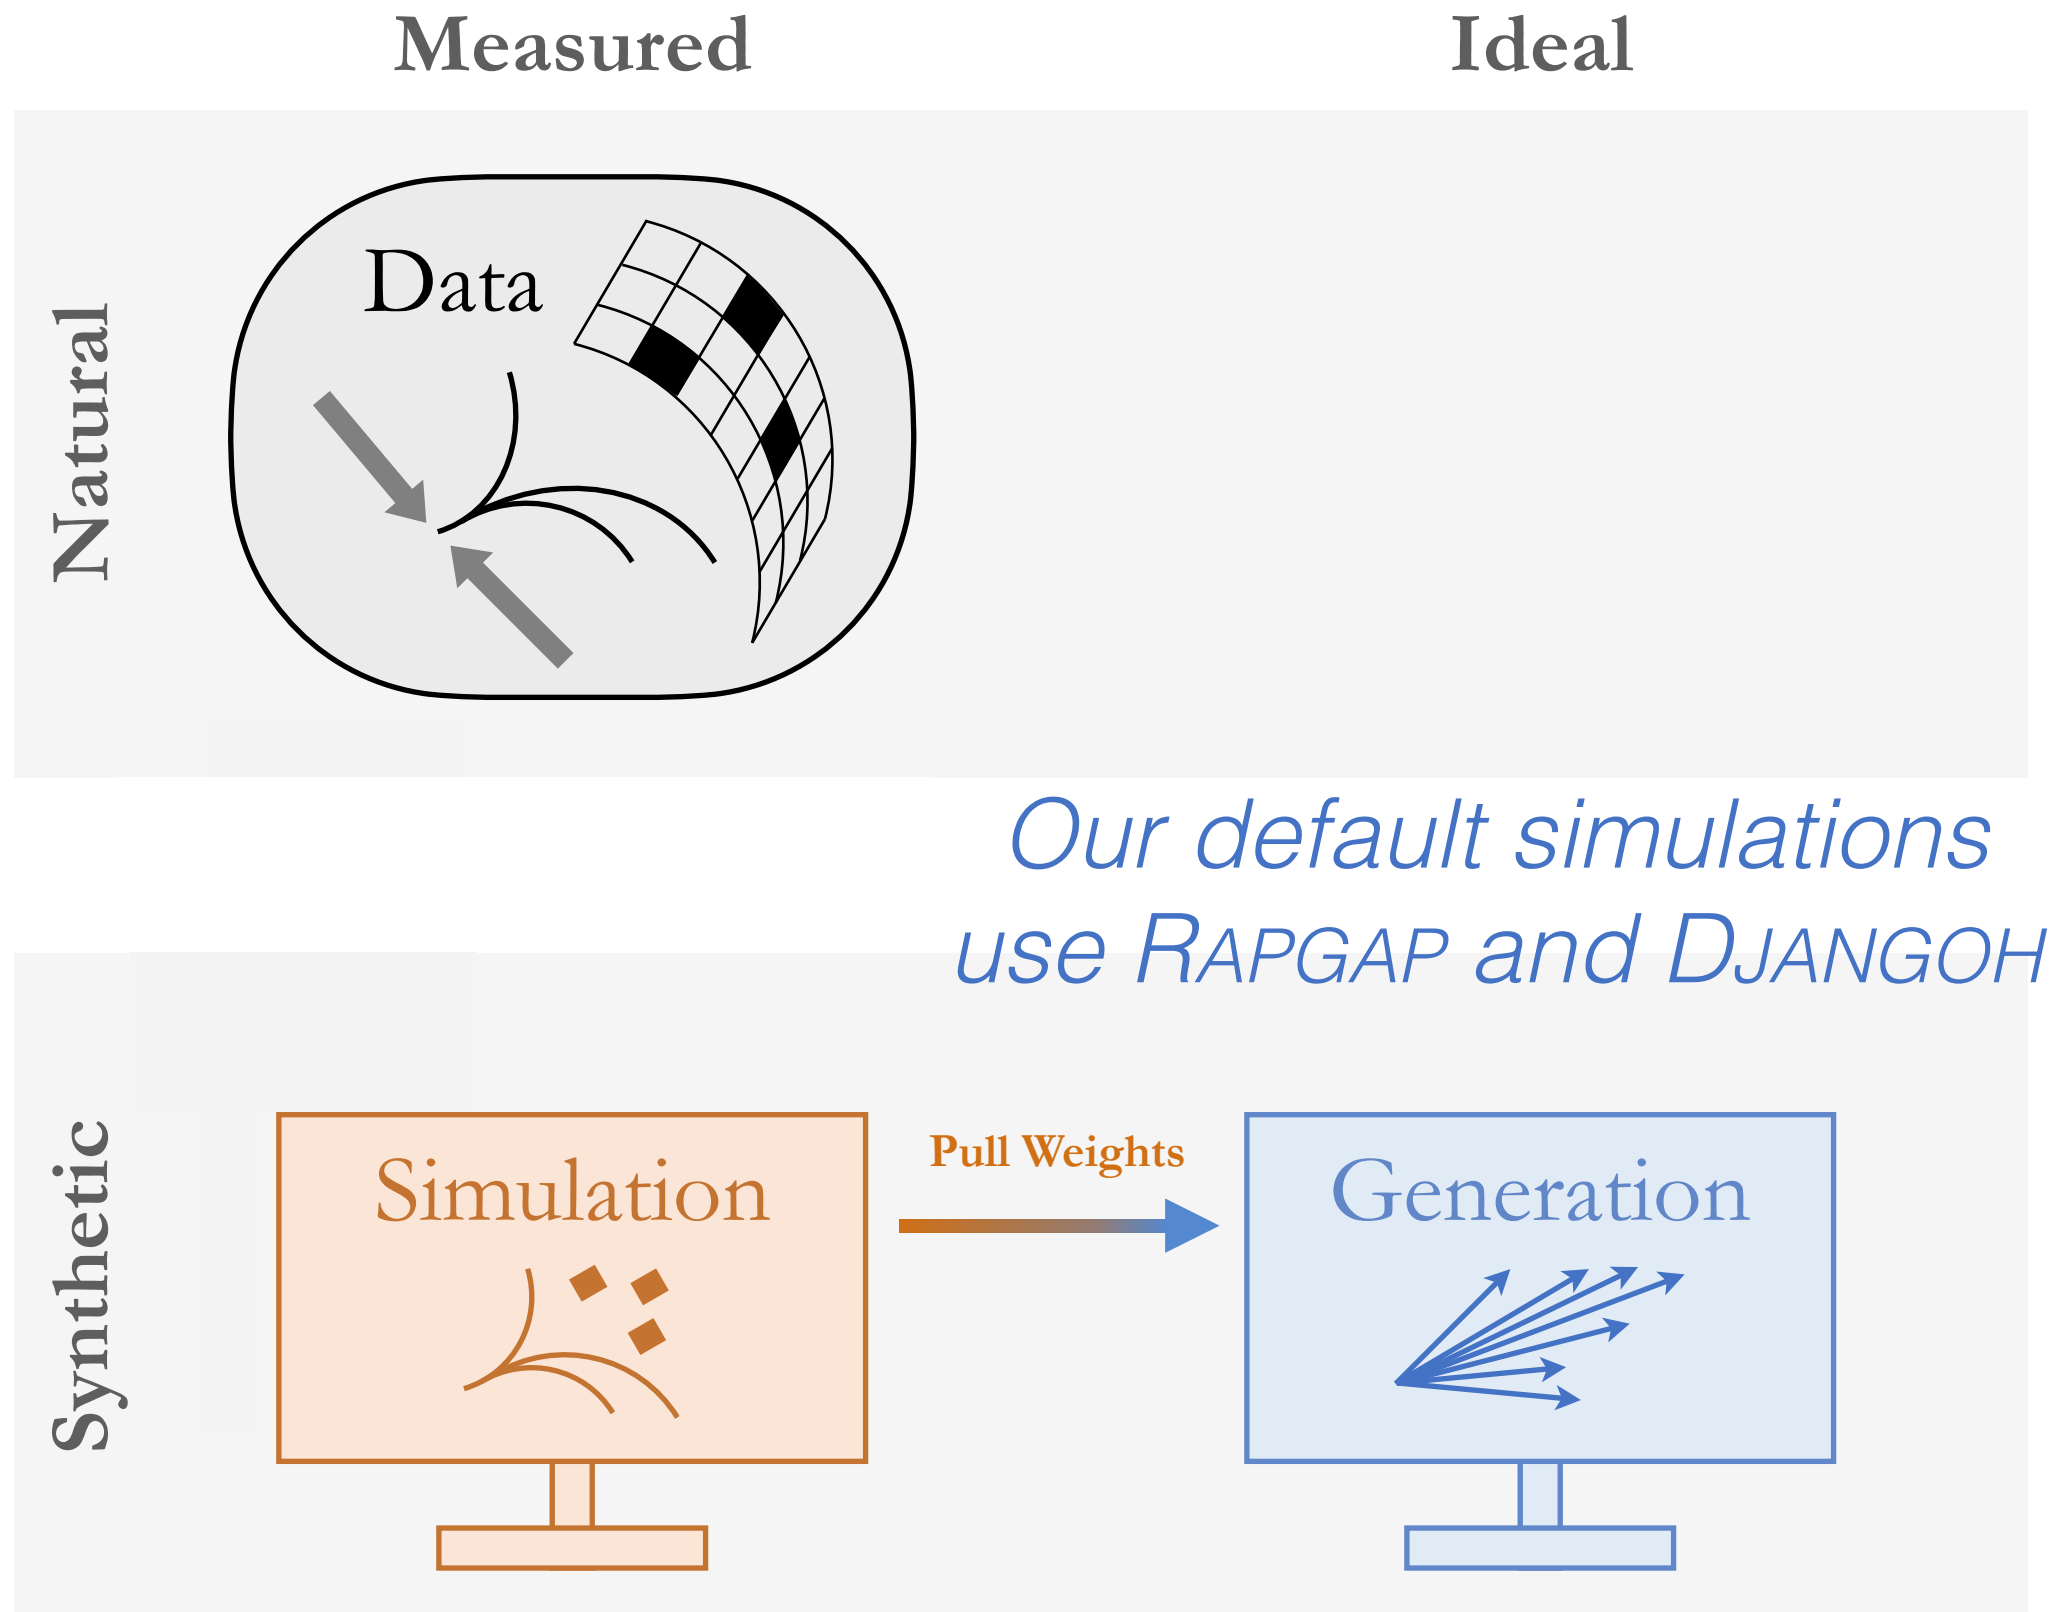 Measured
Ideal
Natural
Data
Our default simulations
use RAPGAP and DJANGOH
Synthetic
Simulation
Pull Weights
Generation